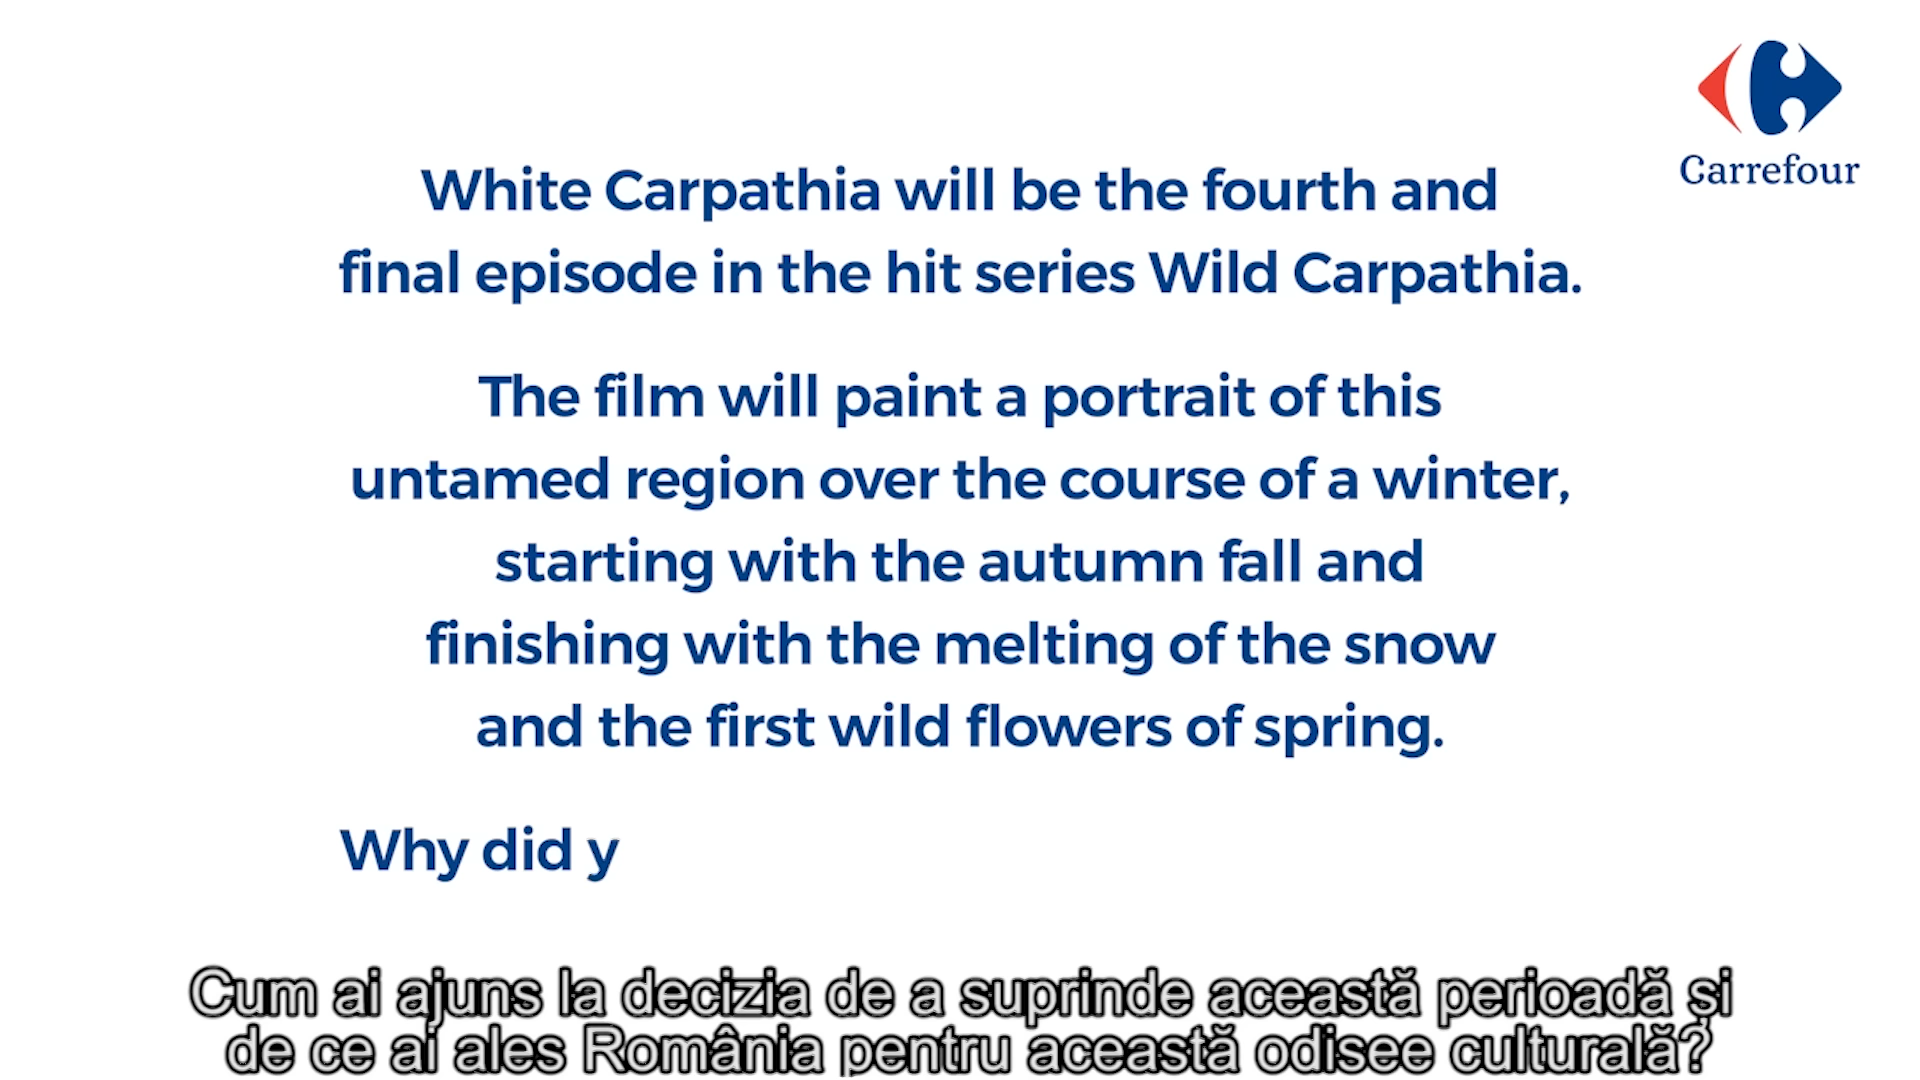 Carrefour
White Carpathia will be the fourth and
final episode in the hit series Wild Carpathia.
The film will paint a portrait of this
untamed region over the course of a winter,
starting with the autumn fall and
finishing with the melting of the snow
and the first wild flowers of spring.
Why did y
Cum ai ajuns la decizia de a suprinde această perioadă și
de ce ai ales România pentru această odisee culturală?